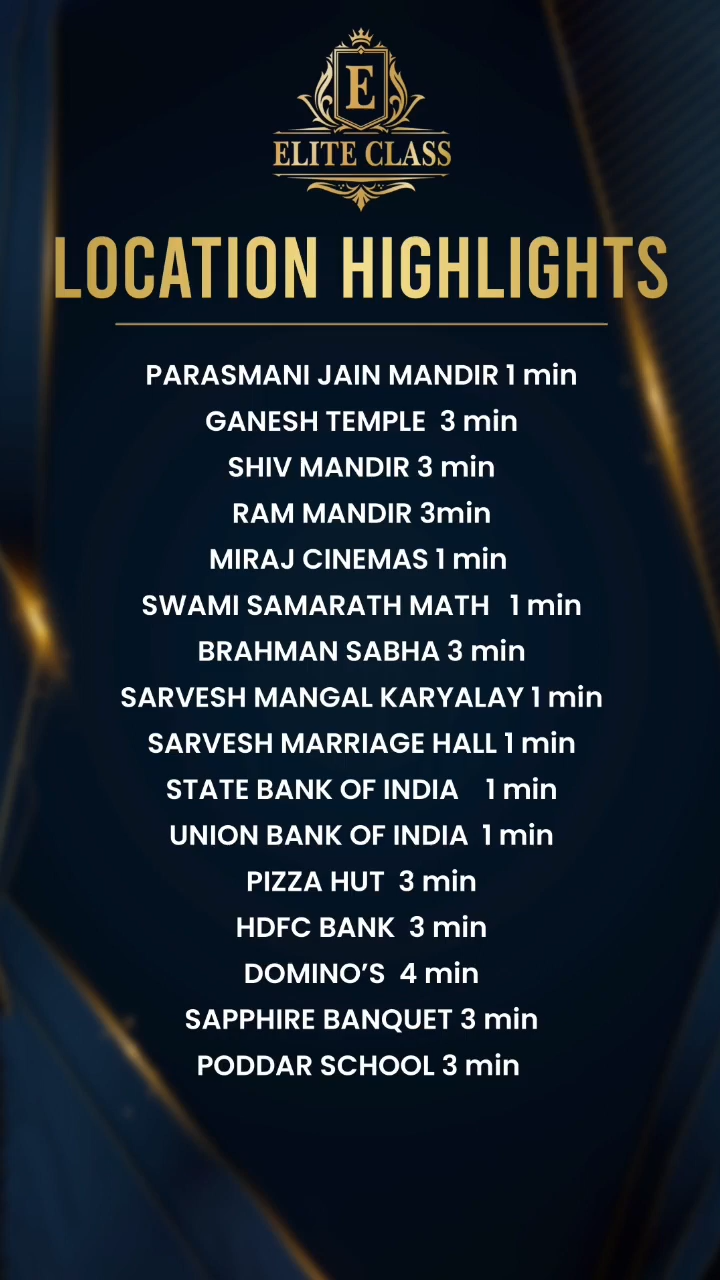 E
ELITE CLASS
LOCATION HIGHLIGHTS
PARASMANI JAIN MANDIR 1 min
GANESH TEMPLE 3 min
SHIV MANDIR 3 min
RAM MANDIR 3min
MIRAJ CINEMAS 1 min
SWAMI SAMARATH MATH 1 min
BRAHMAN SABHA 3 min
SARVESH MANGAL KARYALAY 1 min
SARVESH MARRIAGE HALL 1 min
STATE BANK OF INDIA 1 min
UNION BANK OF INDIA 1 min
PIZZA HUT 3 min
HDFC BANK 3 min
DOMINO’S 4 min
SAPPHIRE BANQUET 3 min
PODDAR SCHOOL 3 min